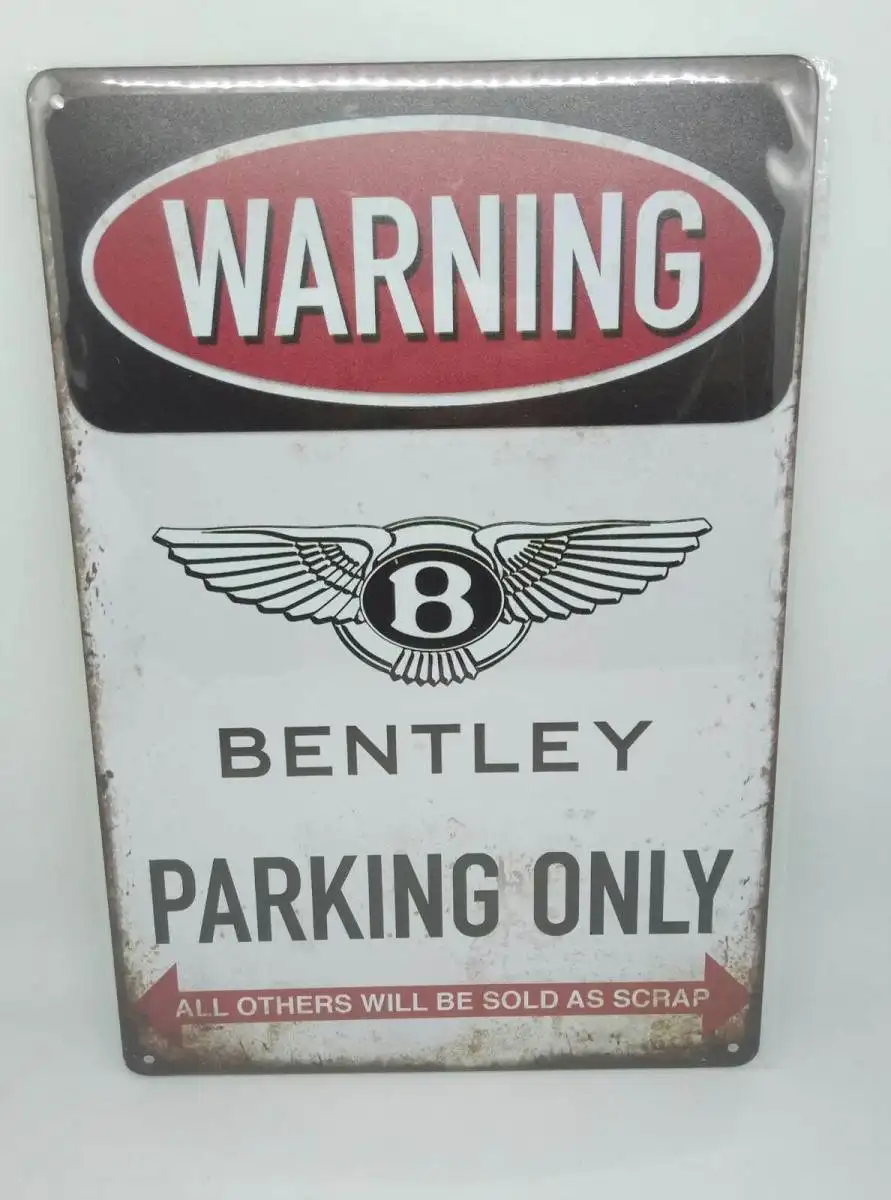 WARNING
B
BENTLEY
PARKING ONLY
ALL OTHERS WILL BE SOLD AS SCRAP